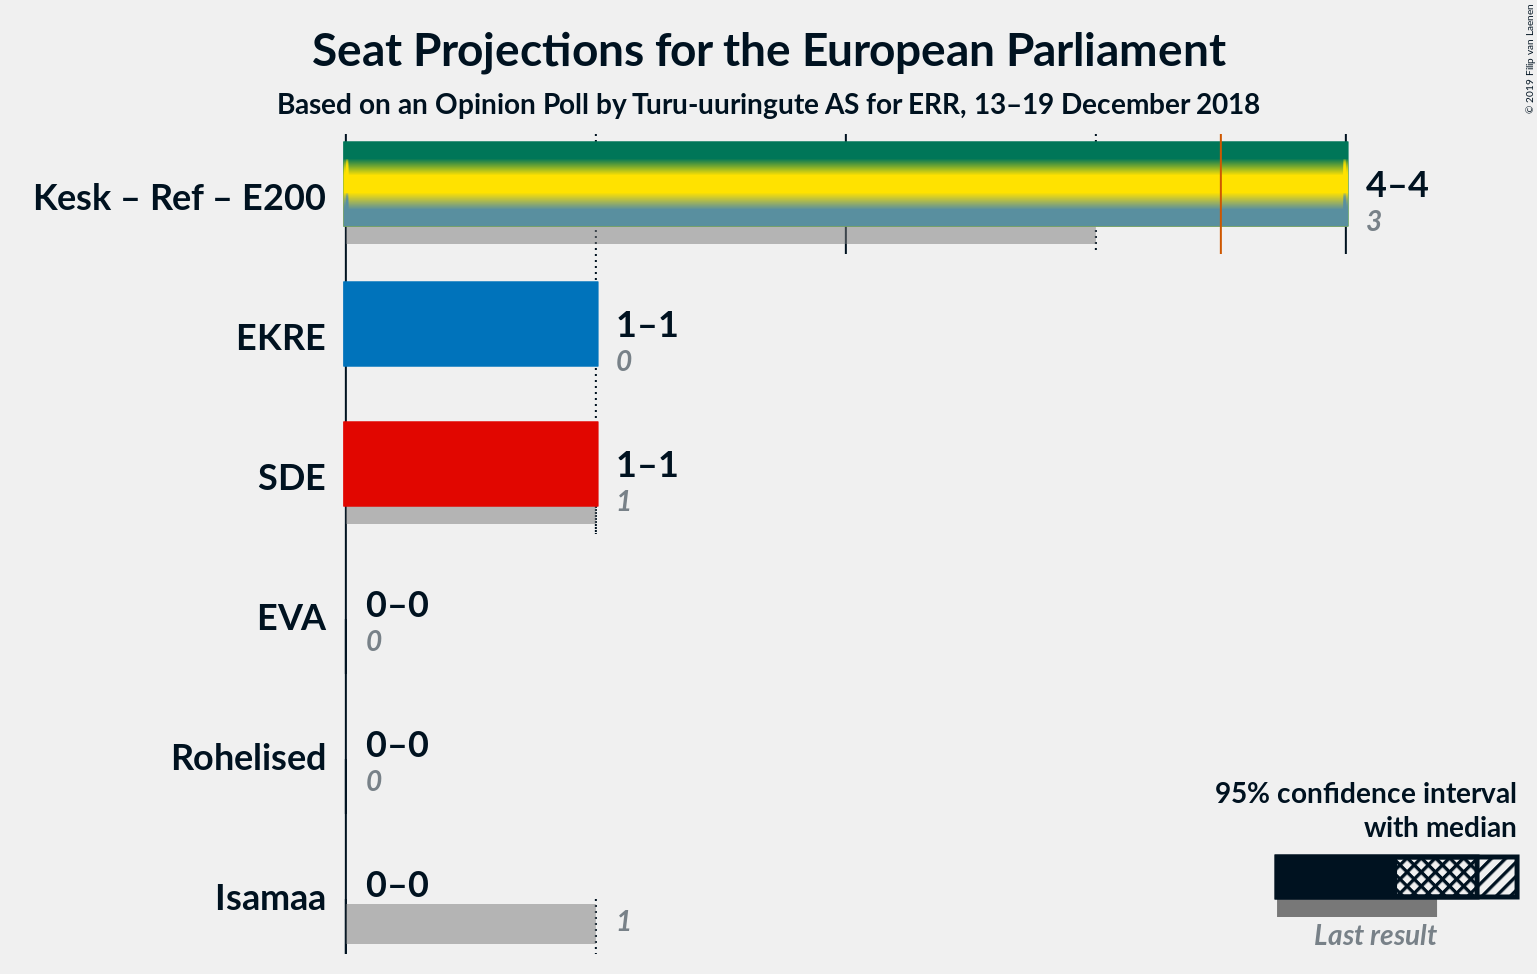 Seat Projections for the European Parliament
Based on an Opinion Poll by Turu-uuringute AS for ERR, 13–19 December 2018
© 2019 Filip van Laenen
Kesk – Ref – E200
4–4
3
EKRE
1–1
0
SDE
1–1
1
EVA
0–0
0
Rohelised
0–0
0
Isamaa
0–0
1
95% confidence interval
with median
Last result